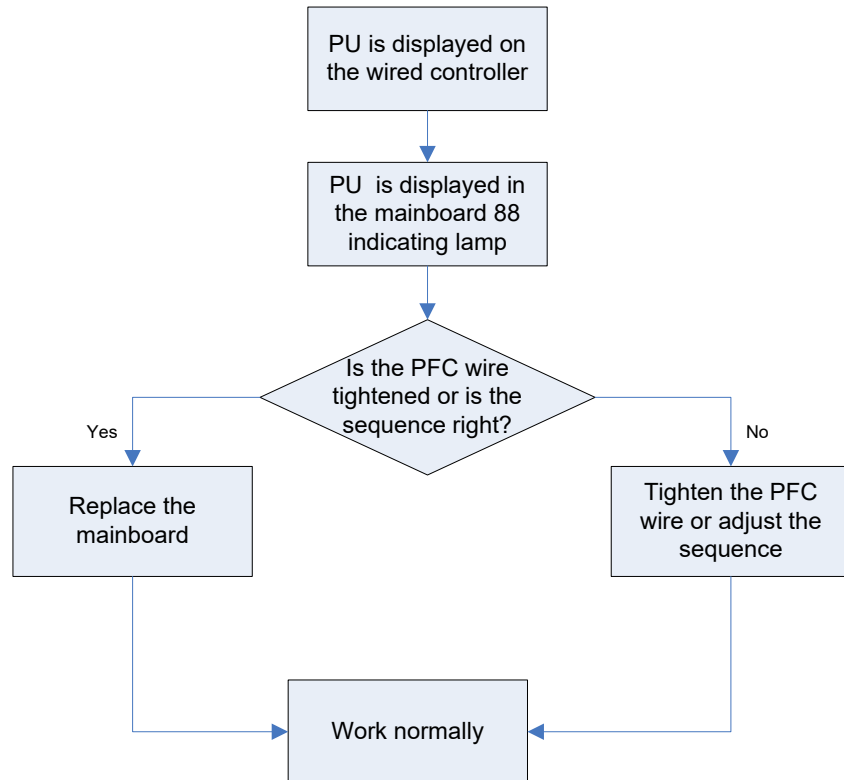 PU is displayed on
the wired controller
PU is displayed in
the mainboard 88
indicating lamp
Is the PFC wire
tightened or is the
sequence right?
Yes
No
Replace the
mainboard
Tighten the PFC
wire or adjust the
sequence
Work normally